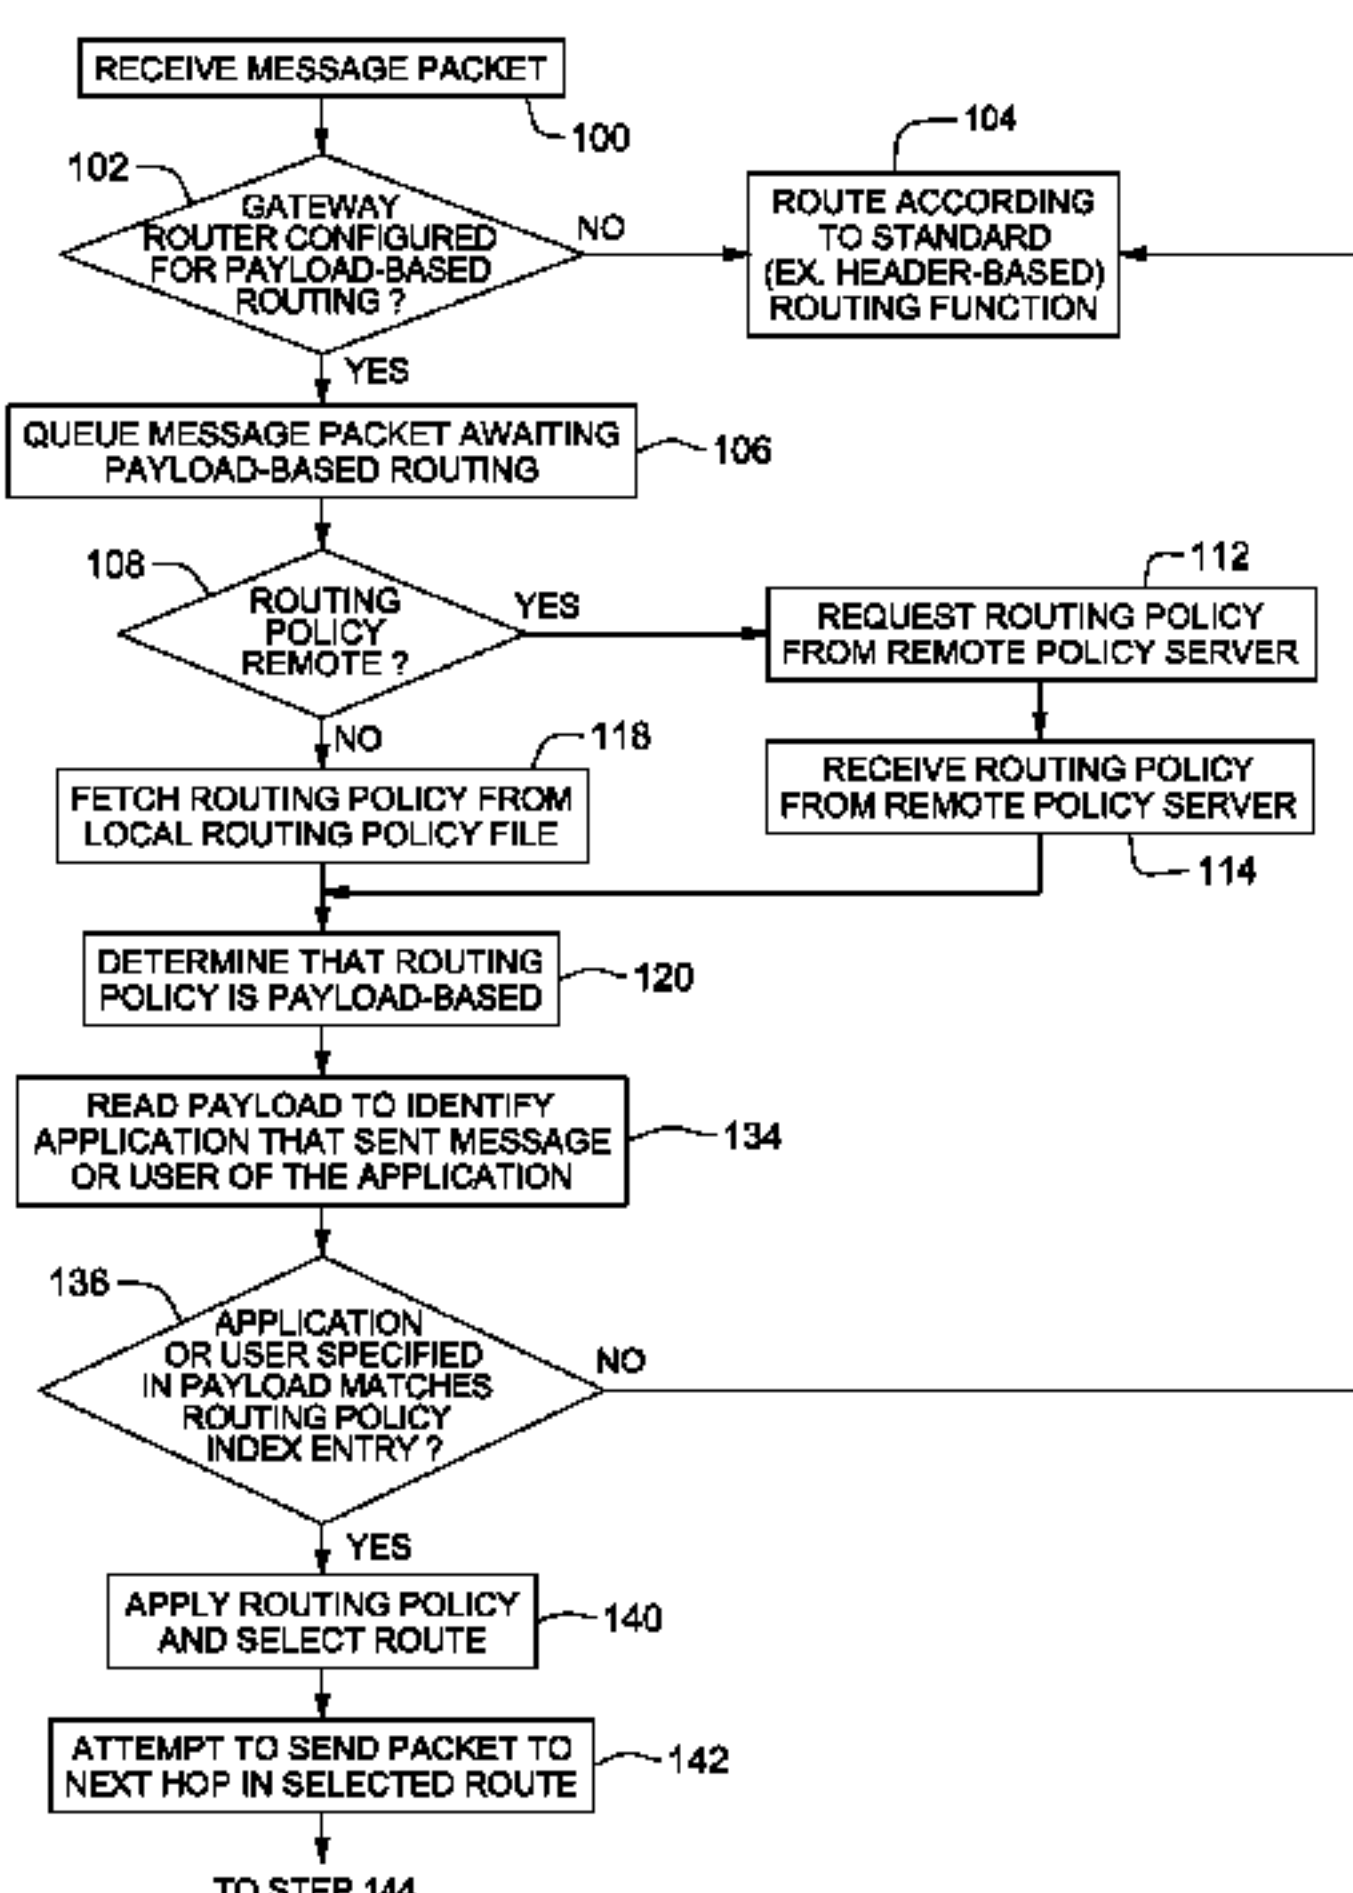 RECEIVE MESSAGE PACKET
100
102
GATEWAY
ROUTER CONFIGURED
FOR PAYLOAD-BASED
ROUTING ?
NO
104
ROUTE ACCORDING
TO STANDARD
(EX. HEADER-BASED)
ROUTING FUNCTION
YES
QUEUE MESSAGE PACKET AWAITING
PAYLOAD-BASED ROUTING
106
108
ROUTING
POLICY
REMOTE ?
YES
112
REQUEST ROUTING POLICY
FROM REMOTE POLICY SERVER
NO
118
FETCH ROUTING POLICY FROM
LOCAL ROUTING POLICY FILE
RECEIVE ROUTING POLICY
FROM REMOTE POLICY SERVER
114
DETERMINE THAT ROUTING
POLICY IS PAYLOAD-BASED
120
READ PAYLOAD TO IDENTIFY
APPLICATION THAT SENT MESSAGE
OR USER OF THE APPLICATION
134
136
APPLICATION
OR USER SPECIFIED
IN PAYLOAD MATCHES
ROUTING POLICY
INDEX ENTRY ?
NO
YES
APPLY ROUTING POLICY
AND SELECT ROUTE
140
ATTEMPT TO SEND PACKET TO
NEXT HOP IN SELECTED ROUTE
142
TO STEP 144